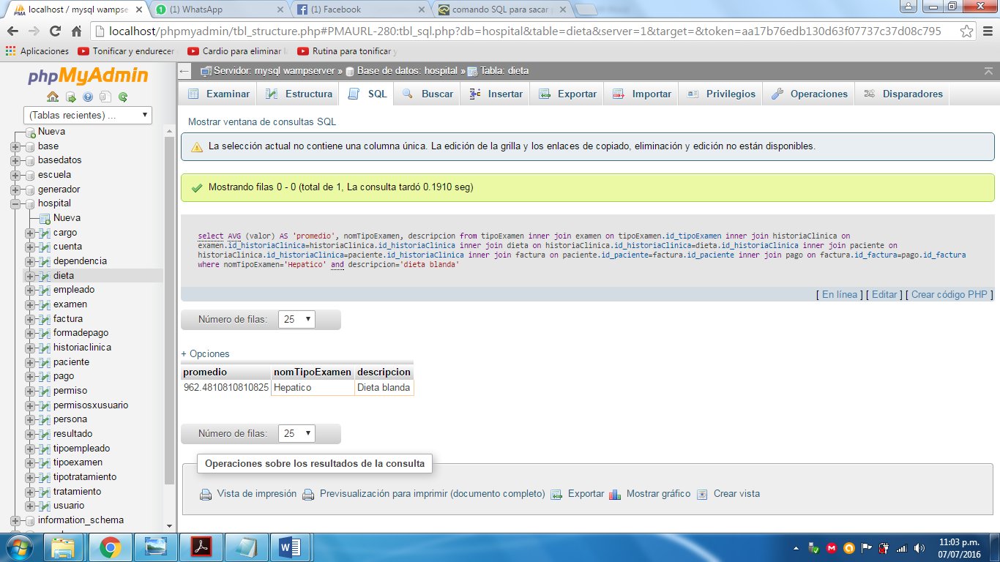 localhost / mysql wampse
(1) WhatsApp
(1) Facebook
comando SQL para sacar
localhost/phpmyadmin/tbl_structure.php#PMAURL-280:tbl_sql.php?db=hospital&table=dieta&server=1&target=&token=aa17b76edb130d63f07737c37d08c795
Aplicaciones
Tonificar y endurecer
Cardio para eliminar
Rutina para tonificar y
phpMyAdmin
(Tablas recientes) ...
Nueva
base
basedatos
escuela
generador
hospital
Nueva
cargo
cuenta
dependencia
dieta
empleado
examen
factura
formadepago
historiaclinica
paciente
pago
permiso
permisosxusuario
persona
resultado
tipoempleado
tipoexamen
tipotratamiento
tratamiento
usuario
information_schema
Servidor: mysql wampserver » Base de datos: hospital » Tabla: dieta
Examinar
Estructura
SQL
Buscar
Insertar
Exportar
Importar
Privilegios
Operaciones
Disparadores
Mostrar ventana de consultas SQL
La selección actual no contiene una columna única. La edición de la grilla y los enlaces de copiado, eliminación y edición no están disponibles.
Mostrando filas 0 - 0 (total de 1, La consulta tardó 0.1910 seg)
select AVG (valor) AS 'promedio', nomTipoExamen, descripcion from tipoExamen inner join examen on tipoExamen.id_tipoExamen inner join historiaClinica on
examen.id_historiaClinica=historiaClinica.id_historiaClinica inner join dieta on historiaClinica.id_historiaClinica=dieta.id_historiaClinica inner join paciente on
historiaClinica.id_historiaClinica=paciente.id_historiaClinica inner join factura on paciente.id_paciente=factura.id_paciente inner join pago on factura.id_factura=pago.id_factura
where nomTipoExamen='Hepatico' and descripcion='dieta blanda'
[ En línea ] [ Editar ] [ Crear código PHP ]
Número de filas: 25
+ Opciones
promedio nomTipoExamen descripcion
962.4810810810825 Hepatico Dieta blanda
Número de filas: 25
Operaciones sobre los resultados de la consulta
Vista de impresión
Previsualización para imprimir (documento completo)
Exportar
Mostrar gráfico
Crear vista
11:03 p.m.
07/07/2016